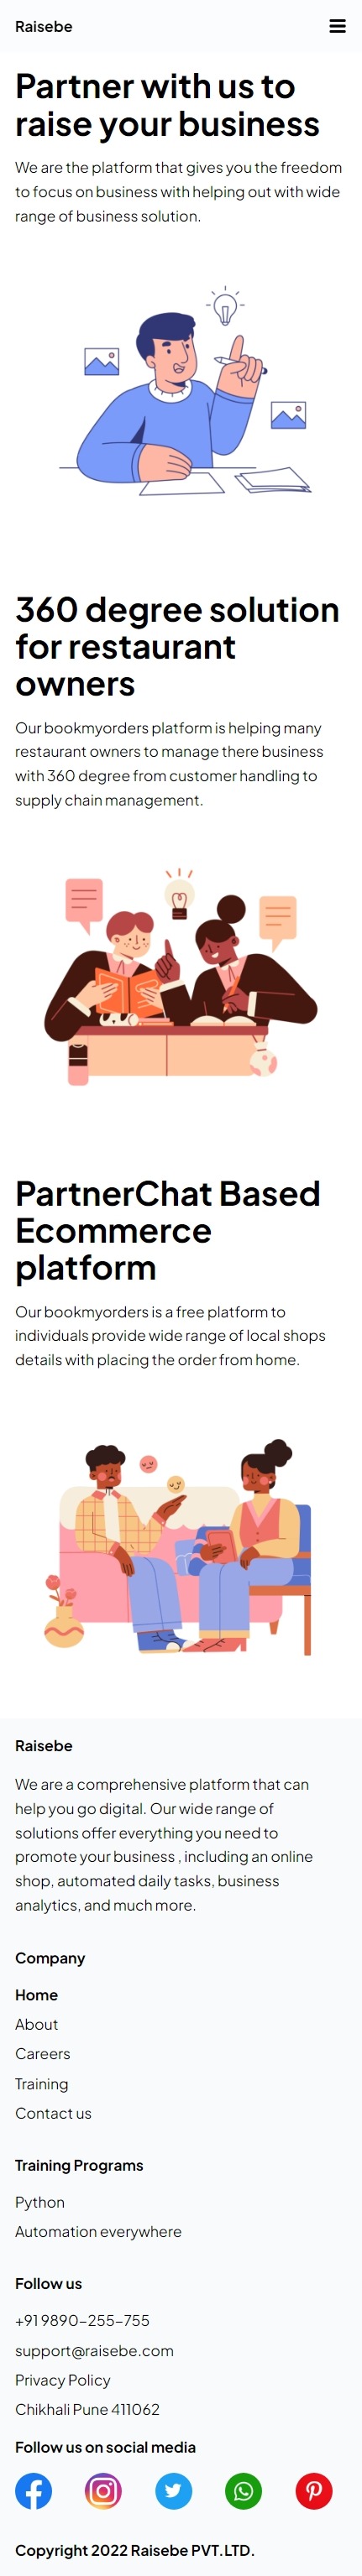 Raisebe
Partner with us to
raise your business
We are the platform that gives you the freedom
to focus on business with helping out with wide
range of business solution.
360 degree solution
for restaurant
owners
Our bookmyorders platform is helping many
restaurant owners to manage there business
with 360 degree from customer handling to
supply chain management.
PartnerChat Based
Ecommerce
platform
Our bookmyorders is a free platform to
individuals provide wide range of local shops
details with placing the order from home.
Raisebe
We are a comprehensive platform that can
help you go digital. Our wide range of
solutions offer everything you need to
promote your business , including an online
shop, automated daily tasks, business
analytics, and much more.
Company
Home
About
Careers
Training
Contact us
Training Programs
Python
Automation everywhere
Follow us
+91 9890-255-755
support@raisebe.com
Privacy Policy
Chikhali Pune 411062
Follow us on social media
Copyright 2022 Raisebe PVT.LTD.